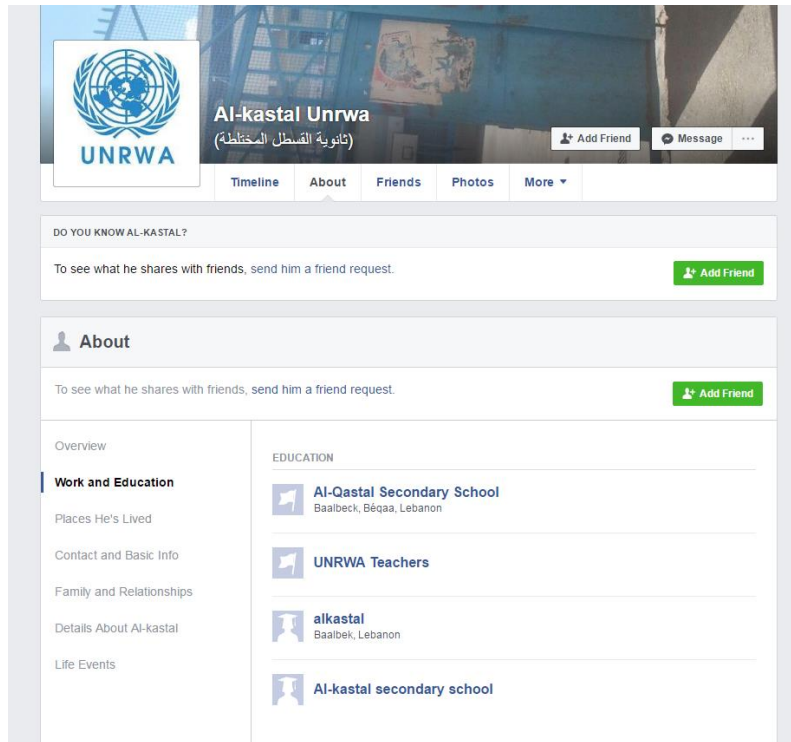 UNRWA
Al-kastal Unrwa
(ثانوية القسطل المختلطة)
Add Friend
Message
Timeline About Friends Photos More
DO YOU KNOW AL-KASTAL?
To see what he shares with friends, send him a friend request.
Add Friend
About
To see what he shares with friends, send him a friend request.
Add Friend
Overview
Work and Education
Places He's Lived
Contact and Basic Info
Family and Relationships
Details About Al-kastal
Life Events
EDUCATION
Al-Qastal Secondary School
Baalbeck, Béqaa, Lebanon
UNRWA Teachers
alkastal
Baalbek, Lebanon
Al-kastal secondary school